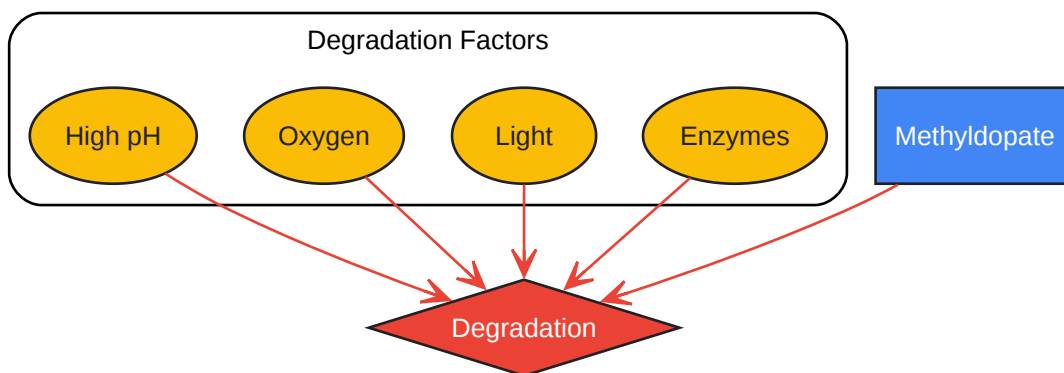 Degradation Factors
High pH
Oxygen
Light
Enzymes
Methyldopate
Degradation